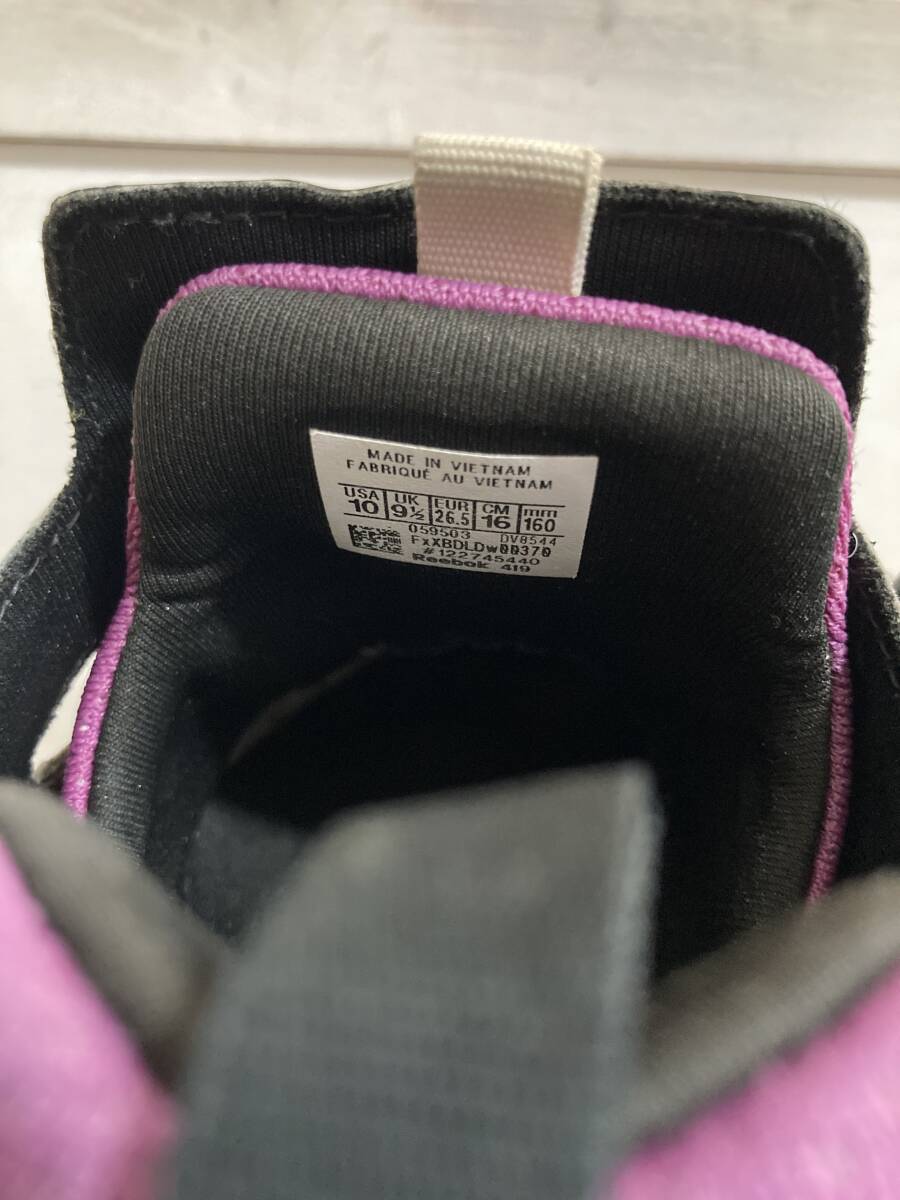 MADE IN VIETNAM
FABRIQUÉ AU VIETNAM
USA UK EUR CM mm
10 9½ 26.5 16 160
059503 DV8544
FxXBDLDw00370
#122745440
Reebok 419